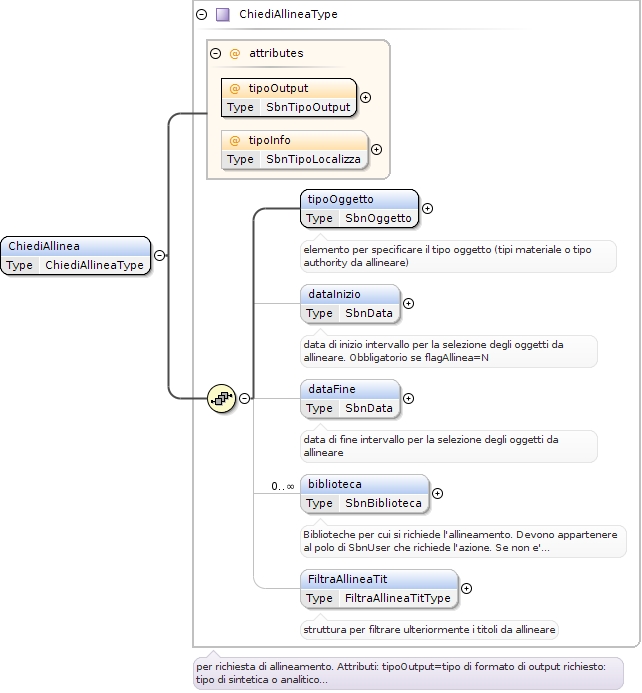 ChiediAllineaType
@ attributes
@ tipoOutput
Type SbnTipoOutput
@ tipoInfo
Type SbnTipoLocalizza
ChiediAllinea
Type ChiediAllineaType
tipoOggetto
Type SbnOggetto
elemento per specificare il tipo oggetto (tipi materiale o tipo
authority da allineare)
dataInizio
Type SbnData
data di inizio intervallo per la selezione degli oggetti da
allineare. Obbligatorio se flagAllinea=N
dataFine
Type SbnData
data di fine intervallo per la selezione degli oggetti da
allineare
0..∞
biblioteca
Type SbnBiblioteca
Biblioteche per cui si richiede l'allineamento. Devono appartenere
al polo di SbnUser che richiede l'azione. Se non e'...
FiltraAllineaTit
Type FiltraAllineaTitType
struttura per filtrare ulteriormente i titoli da allineare
per richiesta di allineamento. Attributi: tipoOutput=tipo di formato di output richiesto:
tipo di sintetica o analitico...